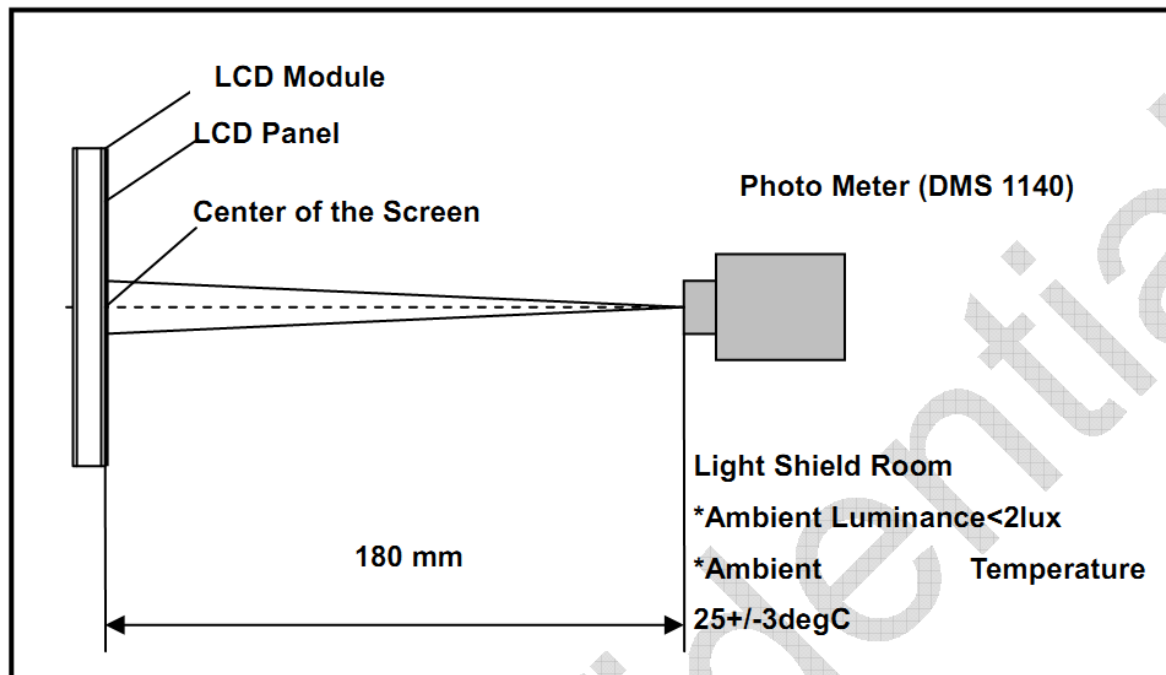 LCD Module
LCD Panel
Center of the Screen
Photo Meter (DMS 1140)
Light Shield Room
*Ambient Luminance<2lux
*Ambient Temperature
25+/-3degC
180 mm